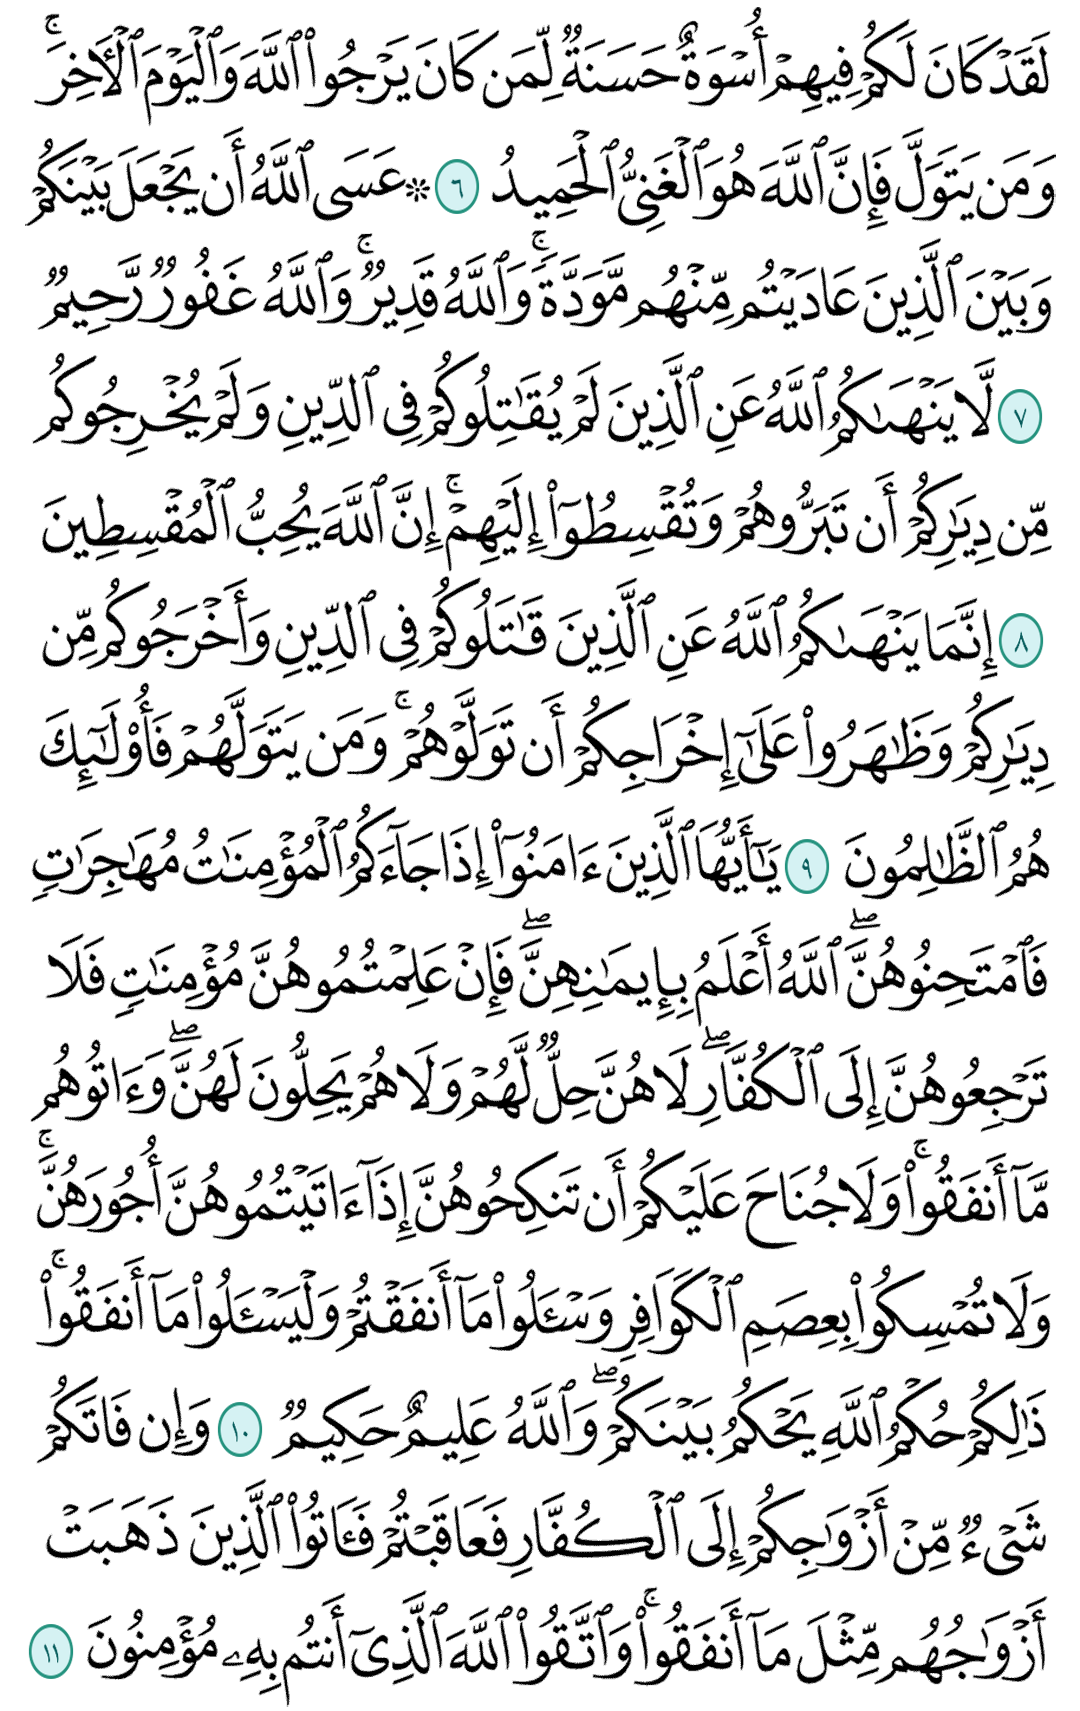 لَقَدْ كَانَ لَكُمْ فِيهِمْ أُسْوَةٌ حَسَنَةٌ لِّمَن كَانَ يَرْجُوا۟ ٱللَّهَ وَٱلْيَوْمَ ٱلْأَخِرَ ۚ
وَمَن يَتَوَلَّ فَإِنَّ ٱللَّهَ هُوَ ٱلْغَنِىُّ ٱلْحَمِيدُ ٦ ۞ عَسَى ٱللَّهُ أَن يَجْعَلَ بَيْنَكُمْ
وَبَيْنَ ٱلَّذِينَ عَادَيْتُم مِّنْهُم مَّوَدَّةً ۚ وَٱللَّهُ قَدِيرٌ ۚ وَٱللَّهُ غَفُورٌ رَّحِيمٌ
٧ لَّا يَنْهَىٰكُمُ ٱللَّهُ عَنِ ٱلَّذِينَ لَمْ يُقَـٰتِلُوكُمْ فِى ٱلدِّينِ وَلَمْ يُخْرِجُوكُم
مِّن دِيَـٰرِكُمْ أَن تَبَرُّوهُمْ وَتُقْسِطُوٓا۟ إِلَيْهِمْ ۚ إِنَّ ٱللَّهَ يُحِبُّ ٱلْمُقْسِطِينَ
٨ إِنَّمَا يَنْهَىٰكُمُ ٱللَّهُ عَنِ ٱلَّذِينَ قَـٰتَلُوكُمْ فِى ٱلدِّينِ وَأَخْرَجُوكُم مِّن
دِيَـٰرِكُمْ وَظَـٰهَرُوا۟ عَلَىٰٓ إِخْرَاجِكُمْ أَن تَوَلَّوْهُمْ ۚ وَمَن يَتَوَلَّهُمْ فَأُو۟لَـٰٓئِكَ
هُمُ ٱلظَّـٰلِمُونَ ٩ يَـٰٓأَيُّهَا ٱلَّذِينَ ءَامَنُوٓا۟ إِذَا جَآءَكُمُ ٱلْمُؤْمِنَـٰتُ مُهَـٰجِرَٰتٍ
فَٱمْتَحِنُوهُنَّ ۖ ٱللَّهُ أَعْلَمُ بِإِيمَـٰنِهِنَّ ۖ فَإِنْ عَلِمْتُمُوهُنَّ مُؤْمِنَـٰتٍ فَلَا
تَرْجِعُوهُنَّ إِلَى ٱلْكُفَّارِ ۖ لَا هُنَّ حِلٌّ لَّهُمْ وَلَا هُمْ يَحِلُّونَ لَهُنَّ ۖ وَءَاتُوهُم
مَّآ أَنفَقُوا۟ ۚ وَلَا جُنَاحَ عَلَيْكُمْ أَن تَنكِحُوهُنَّ إِذَآ ءَاتَيْتُمُوهُنَّ أُجُورَهُنَّ ۚ
وَلَا تُمْسِكُوا۟ بِعِصَمِ ٱلْكَوَافِرِ وَسْـَٔلُوا۟ مَآ أَنفَقْتُمْ وَلْيَسْـَٔلُوا۟ مَآ أَنفَقُوا۟ ۚ
ذَٰلِكُمْ حُكْمُ ٱللَّهِ يَحْكُمُ بَيْنَكُمْ ۖ وَٱللَّهُ عَلِيمٌ حَكِيمٌ ١٠ وَإِن فَاتَكُمْ
شَىْءٌ مِّنْ أَزْوَٰجِكُمْ إِلَى ٱلْكُفَّارِ فَعَاقَبْتُمْ فَـَٔاتُوا۟ ٱلَّذِينَ ذَهَبَتْ
أَزْوَٰجُهُم مِّثْلَ مَآ أَنفَقُوا۟ ۚ وَٱتَّقُوا۟ ٱللَّهَ ٱلَّذِىٓ أَنتُم بِهِۦ مُؤْمِنُونَ ١١